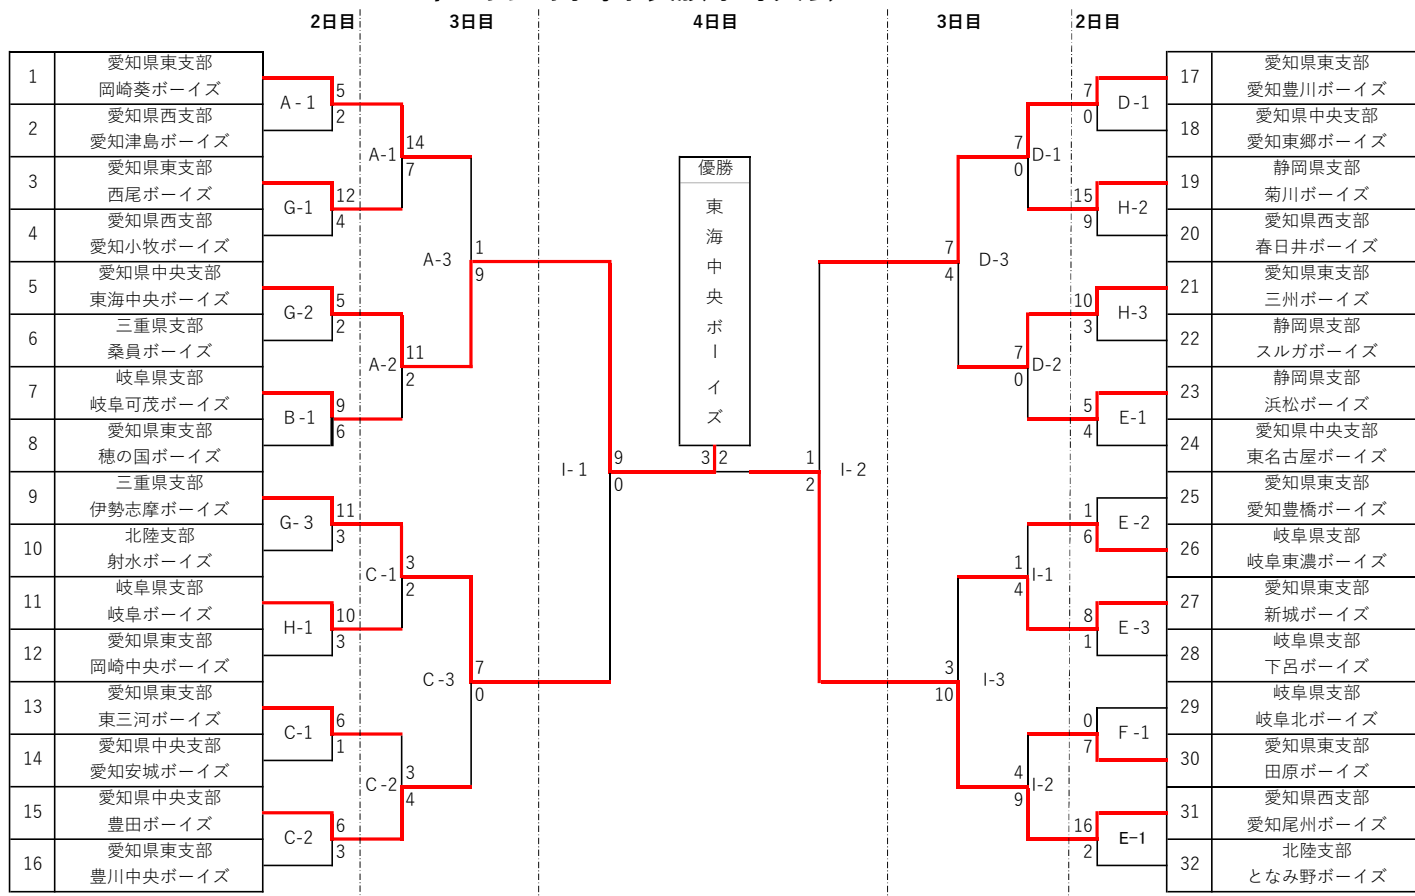 2日目
3日目
4日目
3日目
2日目
1
愛知県東支部
岡崎葵ボーイズ
2
愛知県西支部
愛知津島ボーイズ
3
愛知県東支部
西尾ボーイズ
4
愛知県西支部
愛知小牧ボーイズ
5
愛知県中央支部
東海中央ボーイズ
6
三重県支部
桑員ボーイズ
7
岐阜県支部
岐阜可茂ボーイズ
8
愛知県東支部
穂の国ボーイズ
9
三重県支部
伊勢志摩ボーイズ
10
北陸支部
射水ボーイズ
11
岐阜県支部
岐阜ボーイズ
12
愛知県東支部
岡崎中央ボーイズ
13
愛知県東支部
東三河ボーイズ
14
愛知県中央支部
愛知安城ボーイズ
15
愛知県中央支部
豊田ボーイズ
16
愛知県東支部
豊川中央ボーイズ
A-1
5
2
G-1
12
4
G-2
5
2
B-1
9
6
G-3
11
3
H-1
10
3
C-1
6
1
C-2
6
3
A-1
14
7
A-2
11
2
C-1
3
2
C-2
3
4
A-3
1
9
C-3
7
0
I-1
9
0
優勝
東海中央ボーイズ
3
2
1
2
I-2
7
4
D-3
3
10
I-3
7
0
D-1
7
0
D-2
1
4
I-1
4
9
I-2
7
0
D-1
15
9
H-2
10
3
H-3
5
4
E-1
1
6
E-2
8
1
E-3
0
7
F-1
16
2
E-1
17
愛知県東支部
愛知豊川ボーイズ
18
愛知県中央支部
愛知東郷ボーイズ
19
静岡県支部
菊川ボーイズ
20
愛知県西支部
春日井ボーイズ
21
愛知県東支部
三州ボーイズ
22
静岡県支部
スルガボーイズ
23
静岡県支部
浜松ボーイズ
24
愛知県中央支部
東名古屋ボーイズ
25
愛知県東支部
愛知豊橋ボーイズ
26
岐阜県支部
岐阜東濃ボーイズ
27
愛知県東支部
新城ボーイズ
28
岐阜県支部
下呂ボーイズ
29
岐阜県支部
岐阜北ボーイズ
30
愛知県東支部
田原ボーイズ
31
愛知県西支部
愛知尾州ボーイズ
32
北陸支部
となみ野ボーイズ